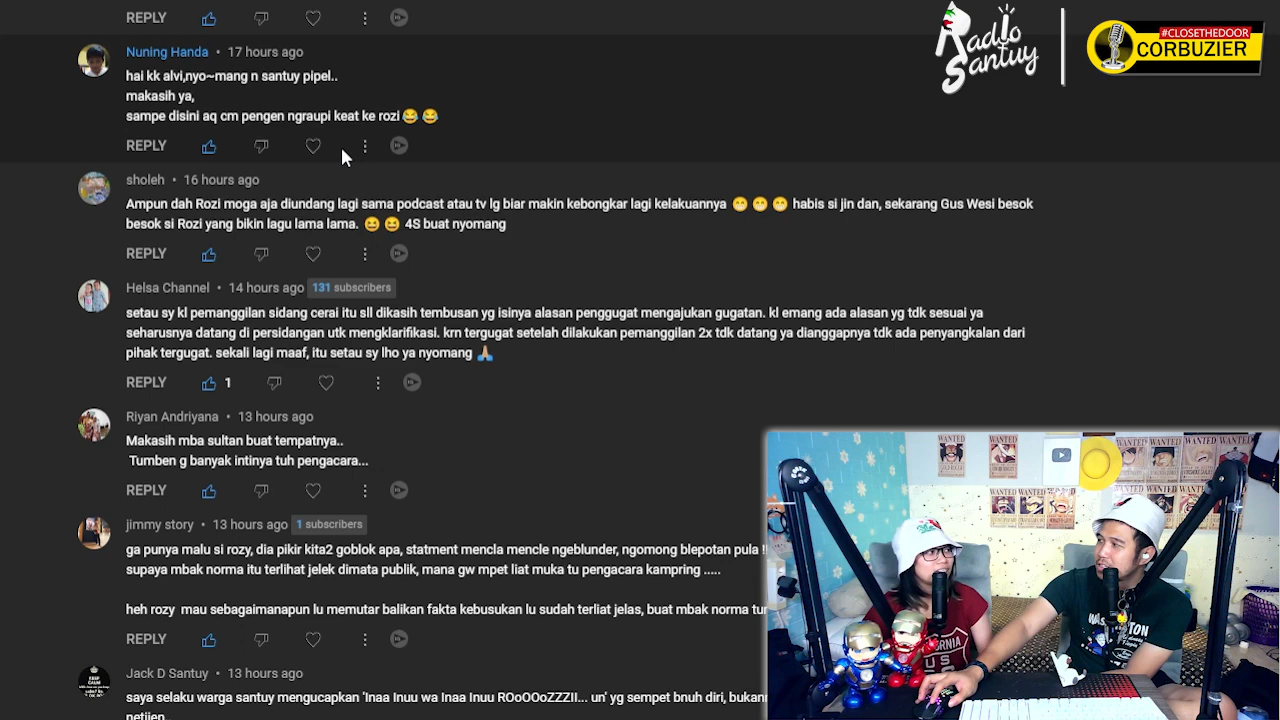 REPLY
Radio
Santuy
#CLOSETHEDOOR
CORBUZIER
Nuning Handa • 17 hours ago
hai kk alvi,nyo~mang n santuy pipel..
makasih ya,
sampe disini aq cm pengen ngraupi keat ke rozi 😂 😂
REPLY
sholeh • 16 hours ago
Ampun dah Rozi moga aja diundang lagi sama podcast atau tv lg biar makin kebongkar lagi kelakuannya 😁 😁 😁 habis si jin dan, sekarang Gus Wesi besok
besok si Rozi yang bikin lagu lama lama. 😆 😆 4S buat nyomang
REPLY
Helsa Channel • 14 hours ago 131 subscribers
setau sy kl pemanggilan sidang cerai itu sll dikasih tembusan yg isinya alasan penggugat mengajukan gugatan. kl emang ada alasan yg tdk sesuai ya
seharusnya datang di persidangan utk mengklarifikasi. krn tergugat setelah dilakukan pemanggilan 2x tdk datang ya dianggapnya tdk ada penyangkalan dari
pihak tergugat. sekali lagi maaf, itu setau sy lho ya nyomang 🙏🏼
REPLY 1
Riyan Andriyana • 13 hours ago
Makasih mba sultan buat tempatnya..
Tumben g banyak intinya tuh pengacara...
REPLY
jimmy story • 13 hours ago 1 subscribers
ga punya malu si rozy, dia pikir kita2 goblok apa, statment mencla mencle ngeblunder, ngomong blepotan pula !!
supaya mbak norma itu terlihat jelek dimata publik, mana gw mpet liat muka tu pengacara kampring .....
heh rozy mau sebagaimanapun lu memutar balikan fakta kebusukan lu sudah terliat jelas, buat mbak norma
REPLY
Jack D Santuy • 13 hours ago
saya selaku warga santuy mengucapkan 'Inaa Inuu wa Inaa Inuu ROoOOoZZZII... un' yg sempet bnuh diri,
netijen
WANTED
WANTED
WANTED
WANTED
WANTED
WANTED